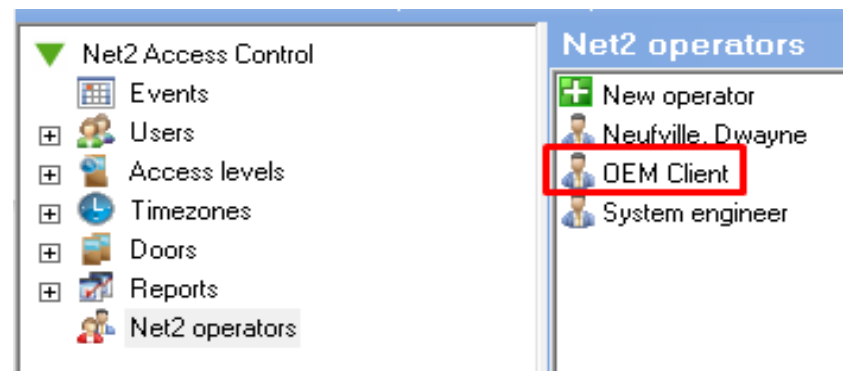 Net2 Access Control
Events
Users
Access levels
Timezones
Doors
Reports
Net2 operators
Net2 operators
New operator
Neufville, Dwayne
OEM Client
System engineer